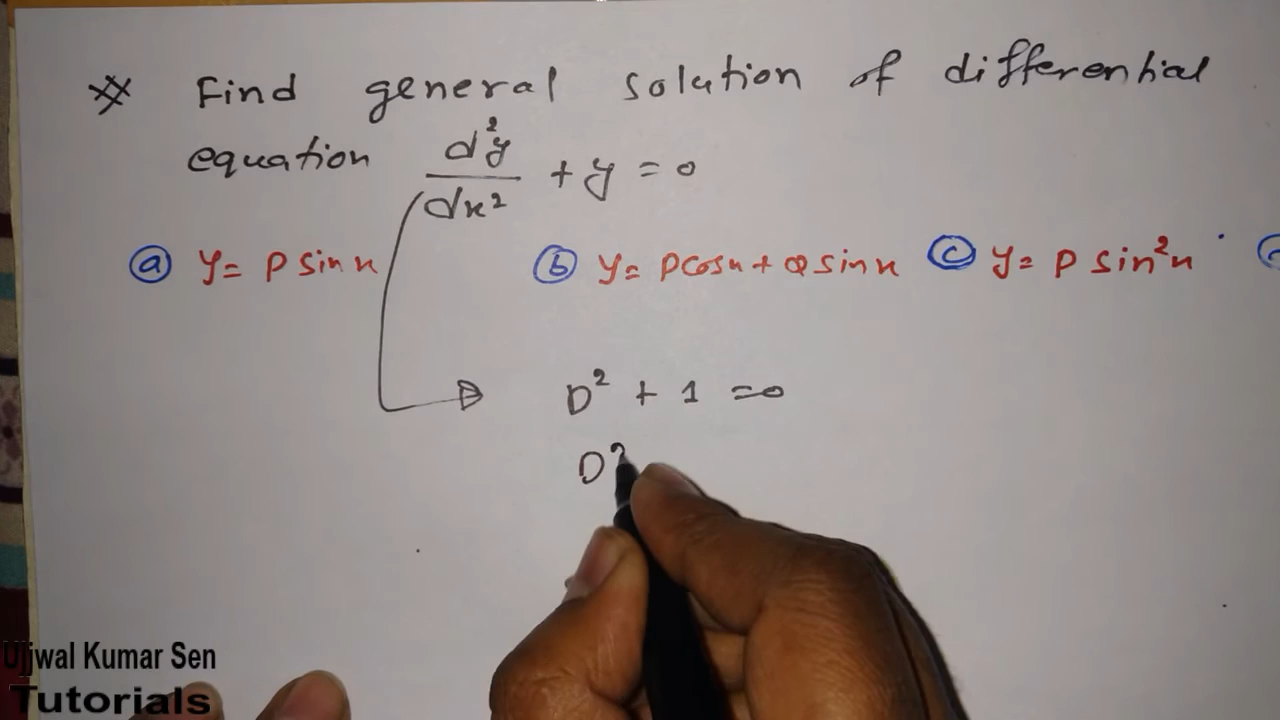 ※ Find general solution of differential
equation d²y/dx² + y = 0
ⓐ y = P sin x ⓑ y = P cos x + Q sin x ⓒ y = P sin²x
D² + 1 = 0
D²
Ujjwal Kumar Sen
Tutorials